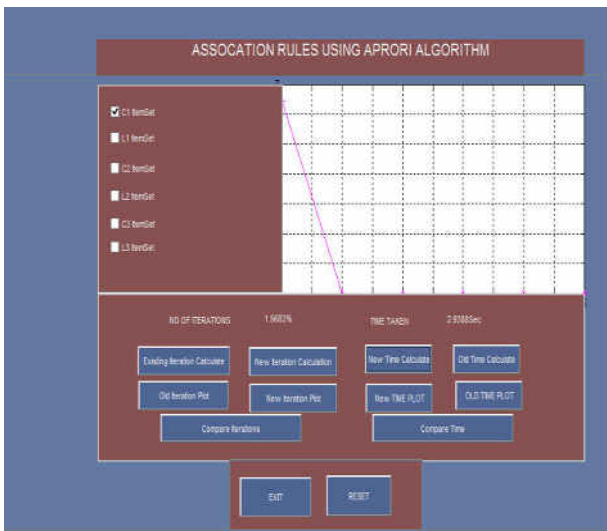 ASSOCATION RULES USING APRORI ALGORITHM
C1 ItemSet
L1 ItemSet
C2 ItemSet
L2 ItemSet
C3 ItemSet
L3 ItemSet
NO OF ITERATIONS
TIME TAKEN
Existing Iteration Calculate
New Iteration Calculation
New Time Calculate
Old Time Calculate
Old Iteration Plot
New Iteration Plot
New TIME PLOT
OLD TIME PLOT
Compare Iterations
Compare Time
EXIT
RESET